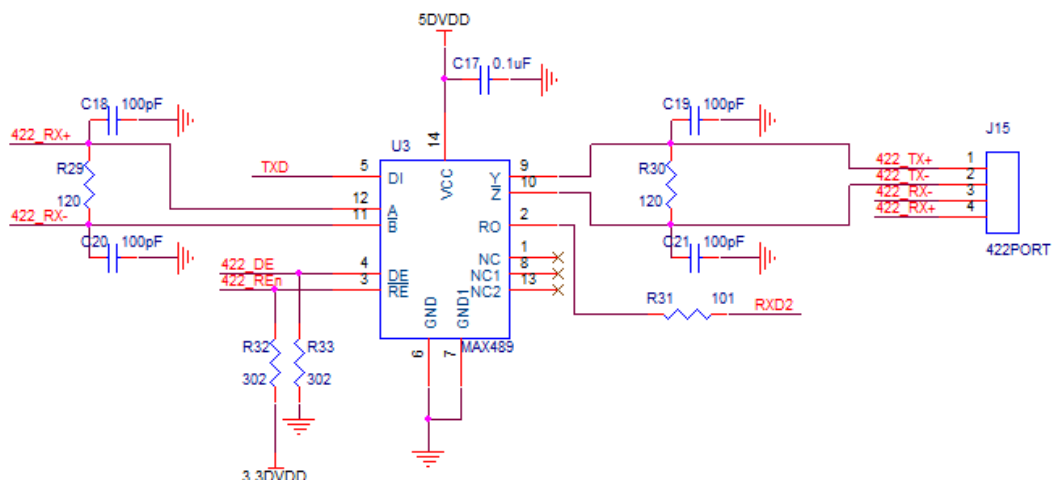 5DVDD
C17 0.1uF
C18 100pF
C19 100pF
J15
422_RX+
14
U3
VCC
TXD
5
DI
Y
9
R29
120
R30
120
422_TX+
1
422_TX-
2
422_RX-
3
422_RX+
4
422PORT
Z
10
12
A
11
B
422_RX-
RO
2
C20 100pF
C21 100pF
NC
1
NC1
8
NC2
13
422_DE
4
DE
422_REn
3
RE
GND
GND1
R31 101
RXD2
MAX489
6
7
R32
302
R33
302
3.3DVDD